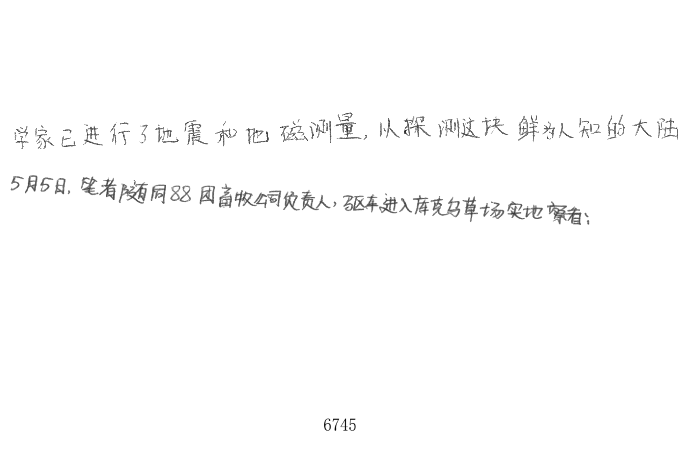 学家已进行了地震和地磁测量,以探测这块鲜为人知的大陆
5月5日,笔者随同88团畜牧公司负责人,驱车进入库克乌草场实地察看:
6745